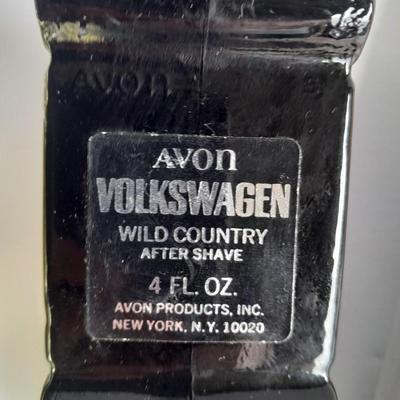 AVON
AVON
VOLKSWAGEN
WILD COUNTRY
AFTER SHAVE
4 FL. OZ.
AVON PRODUCTS, INC.
NEW YORK, N.Y. 10020